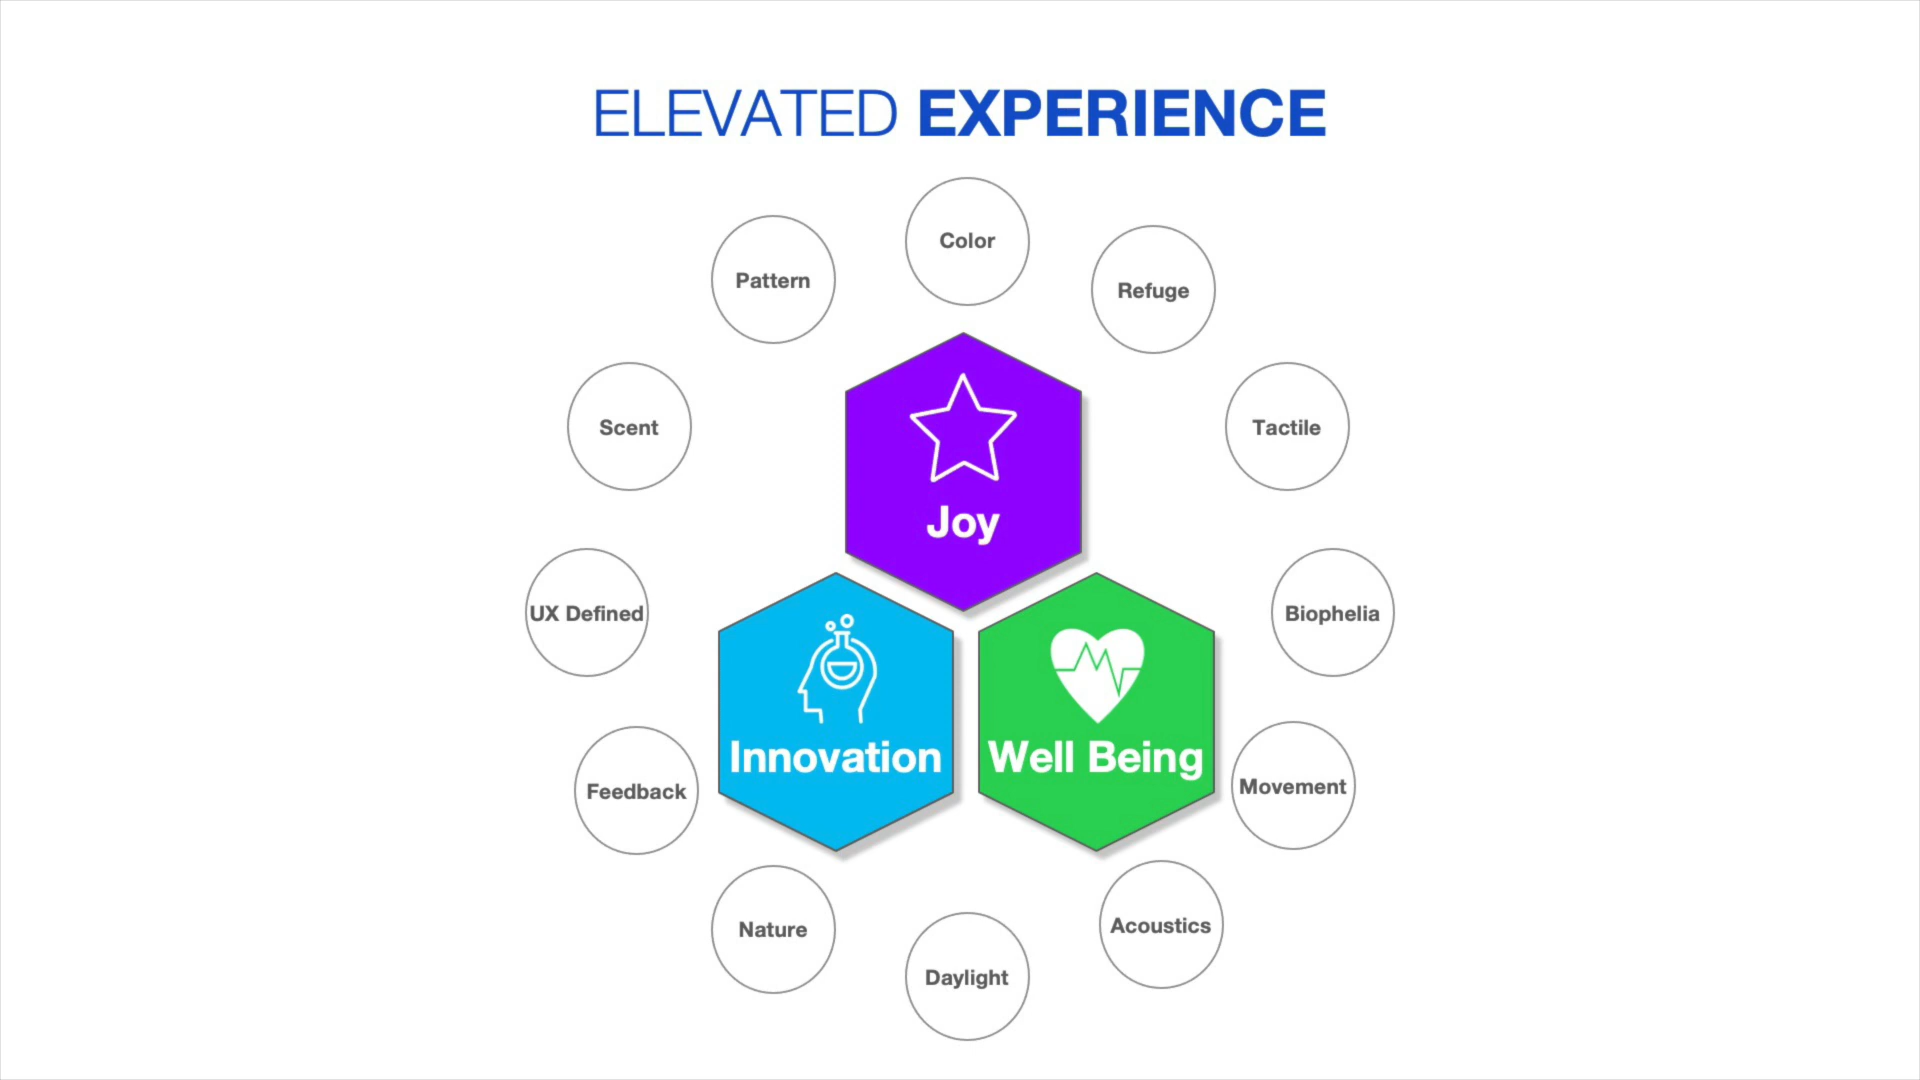 ELEVATED EXPERIENCE
Color
Pattern
Refuge
Scent
Tactile
Joy
UX Defined
Biophelia
Innovation
Well Being
Feedback
Movement
Nature
Acoustics
Daylight